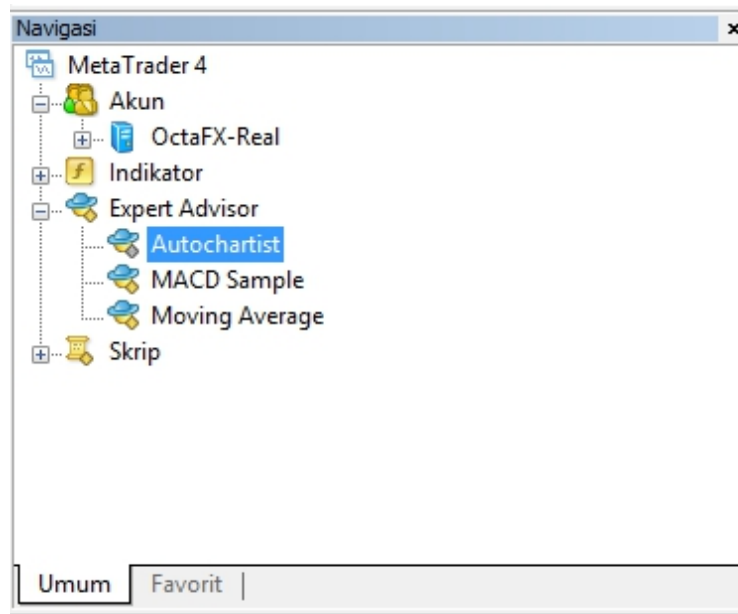 Navigasi
MetaTrader 4
Akun
OctaFX-Real
Indikator
Expert Advisor
Autochartist
MACD Sample
Moving Average
Skrip
Umum Favorit